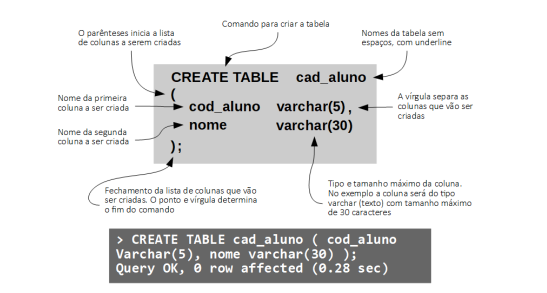 Comando para criar a tabela
O parênteses inicia a lista
de colunas a serem criadas
Nomes da tabela sem
espaços, com underline
CREATE TABLE cad_aluno
(
Nome da primeira
coluna a ser criada
cod_aluno varchar(5),
A vírgula separa as
colunas que vão ser
criadas
Nome da segunda
coluna a ser criada
nome varchar(30)
);
Fechamento da lista de colunas que vão
ser criadas. O ponto e virgula determina
o fim do comando
Tipo e tamanho máximo da coluna.
No exemplo a coluna será do tipo
varchar (texto) com tamanho máximo
de 30 caracteres
> CREATE TABLE cad_aluno ( cod_aluno
Varchar(5), nome varchar(30) );
Query OK, 0 row affected (0.28 sec)